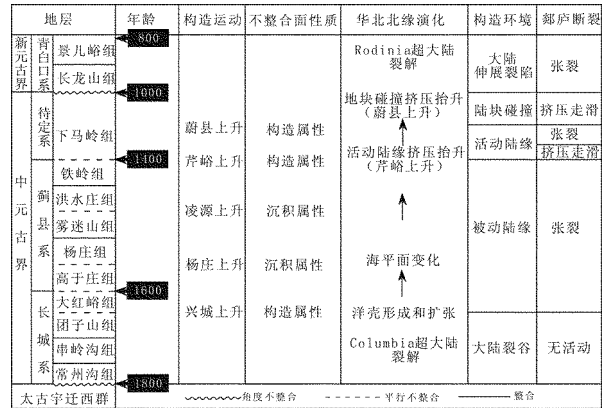 地层 年龄 构造运动 不整合面性质 华北北缘演化 构造环境 郯庐断裂
新元古界
青白口系
景儿峪组
长龙山组
待定系
下马岭组
中元古界
蓟县系
铁岭组
洪水庄组
雾迷山组
杨庄组
高于庄组
长城系
大红峪组
团子山组
串岭沟组
常州沟组
太古宇迁西群
800
1000
1400
1600
1800
蔚县上升
芹峪上升
凌源上升
杨庄上升
兴城上升
构造属性
构造属性
沉积属性
沉积属性
构造属性
Rodinia超大陆
裂解
地块碰撞挤压抬升
(蔚县上升)
活动陆缘挤压抬升
(芹峪上升)
海平面变化
洋壳形成和扩张
Columbia超大陆
裂解
大陆
伸展裂陷
陆块碰撞
活动陆缘
被动陆缘
大陆裂谷
张裂
挤压走滑
张裂
挤压走滑
张裂
无活动
角度不整合 平行不整合 整合